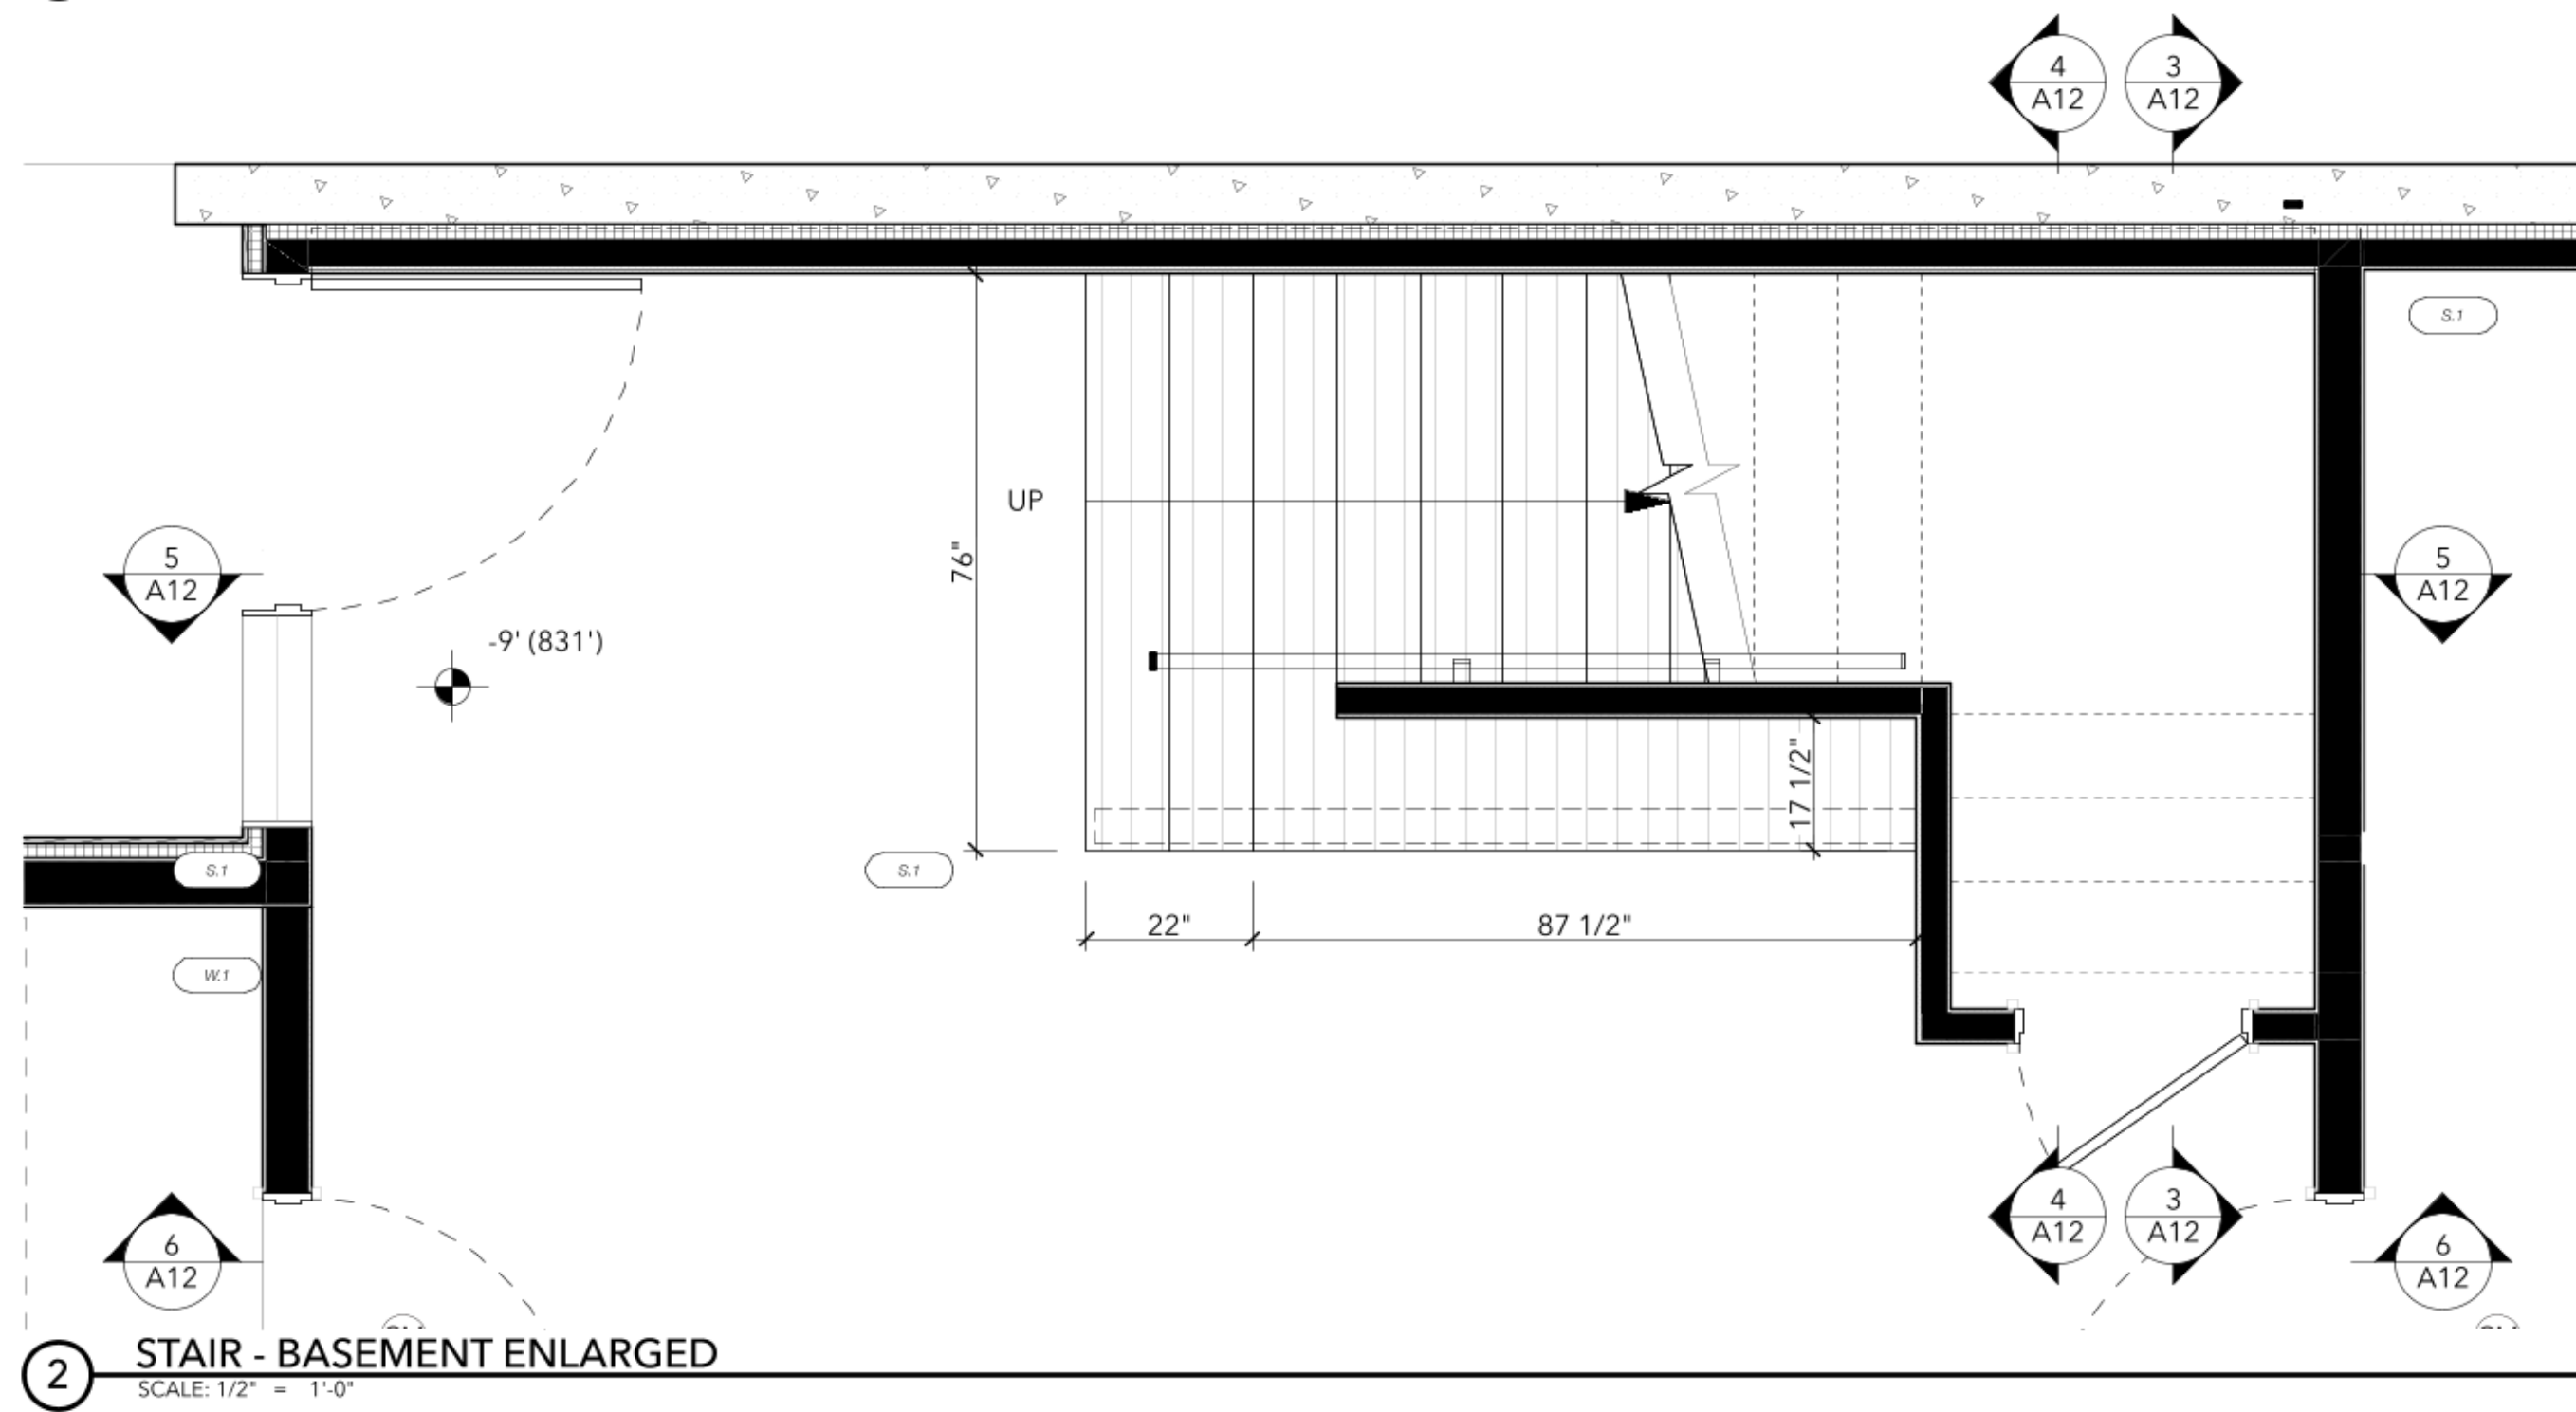 4
A12
3
A12
S.1
UP
5
A12
76"
5
A12
-9' (831')
17 1/2"
S.1
S.1
22"
87 1/2"
W.1
4
A12
3
A12
6
A12
6
A12
2
STAIR - BASEMENT ENLARGED
SCALE: 1/2" = 1'-0"